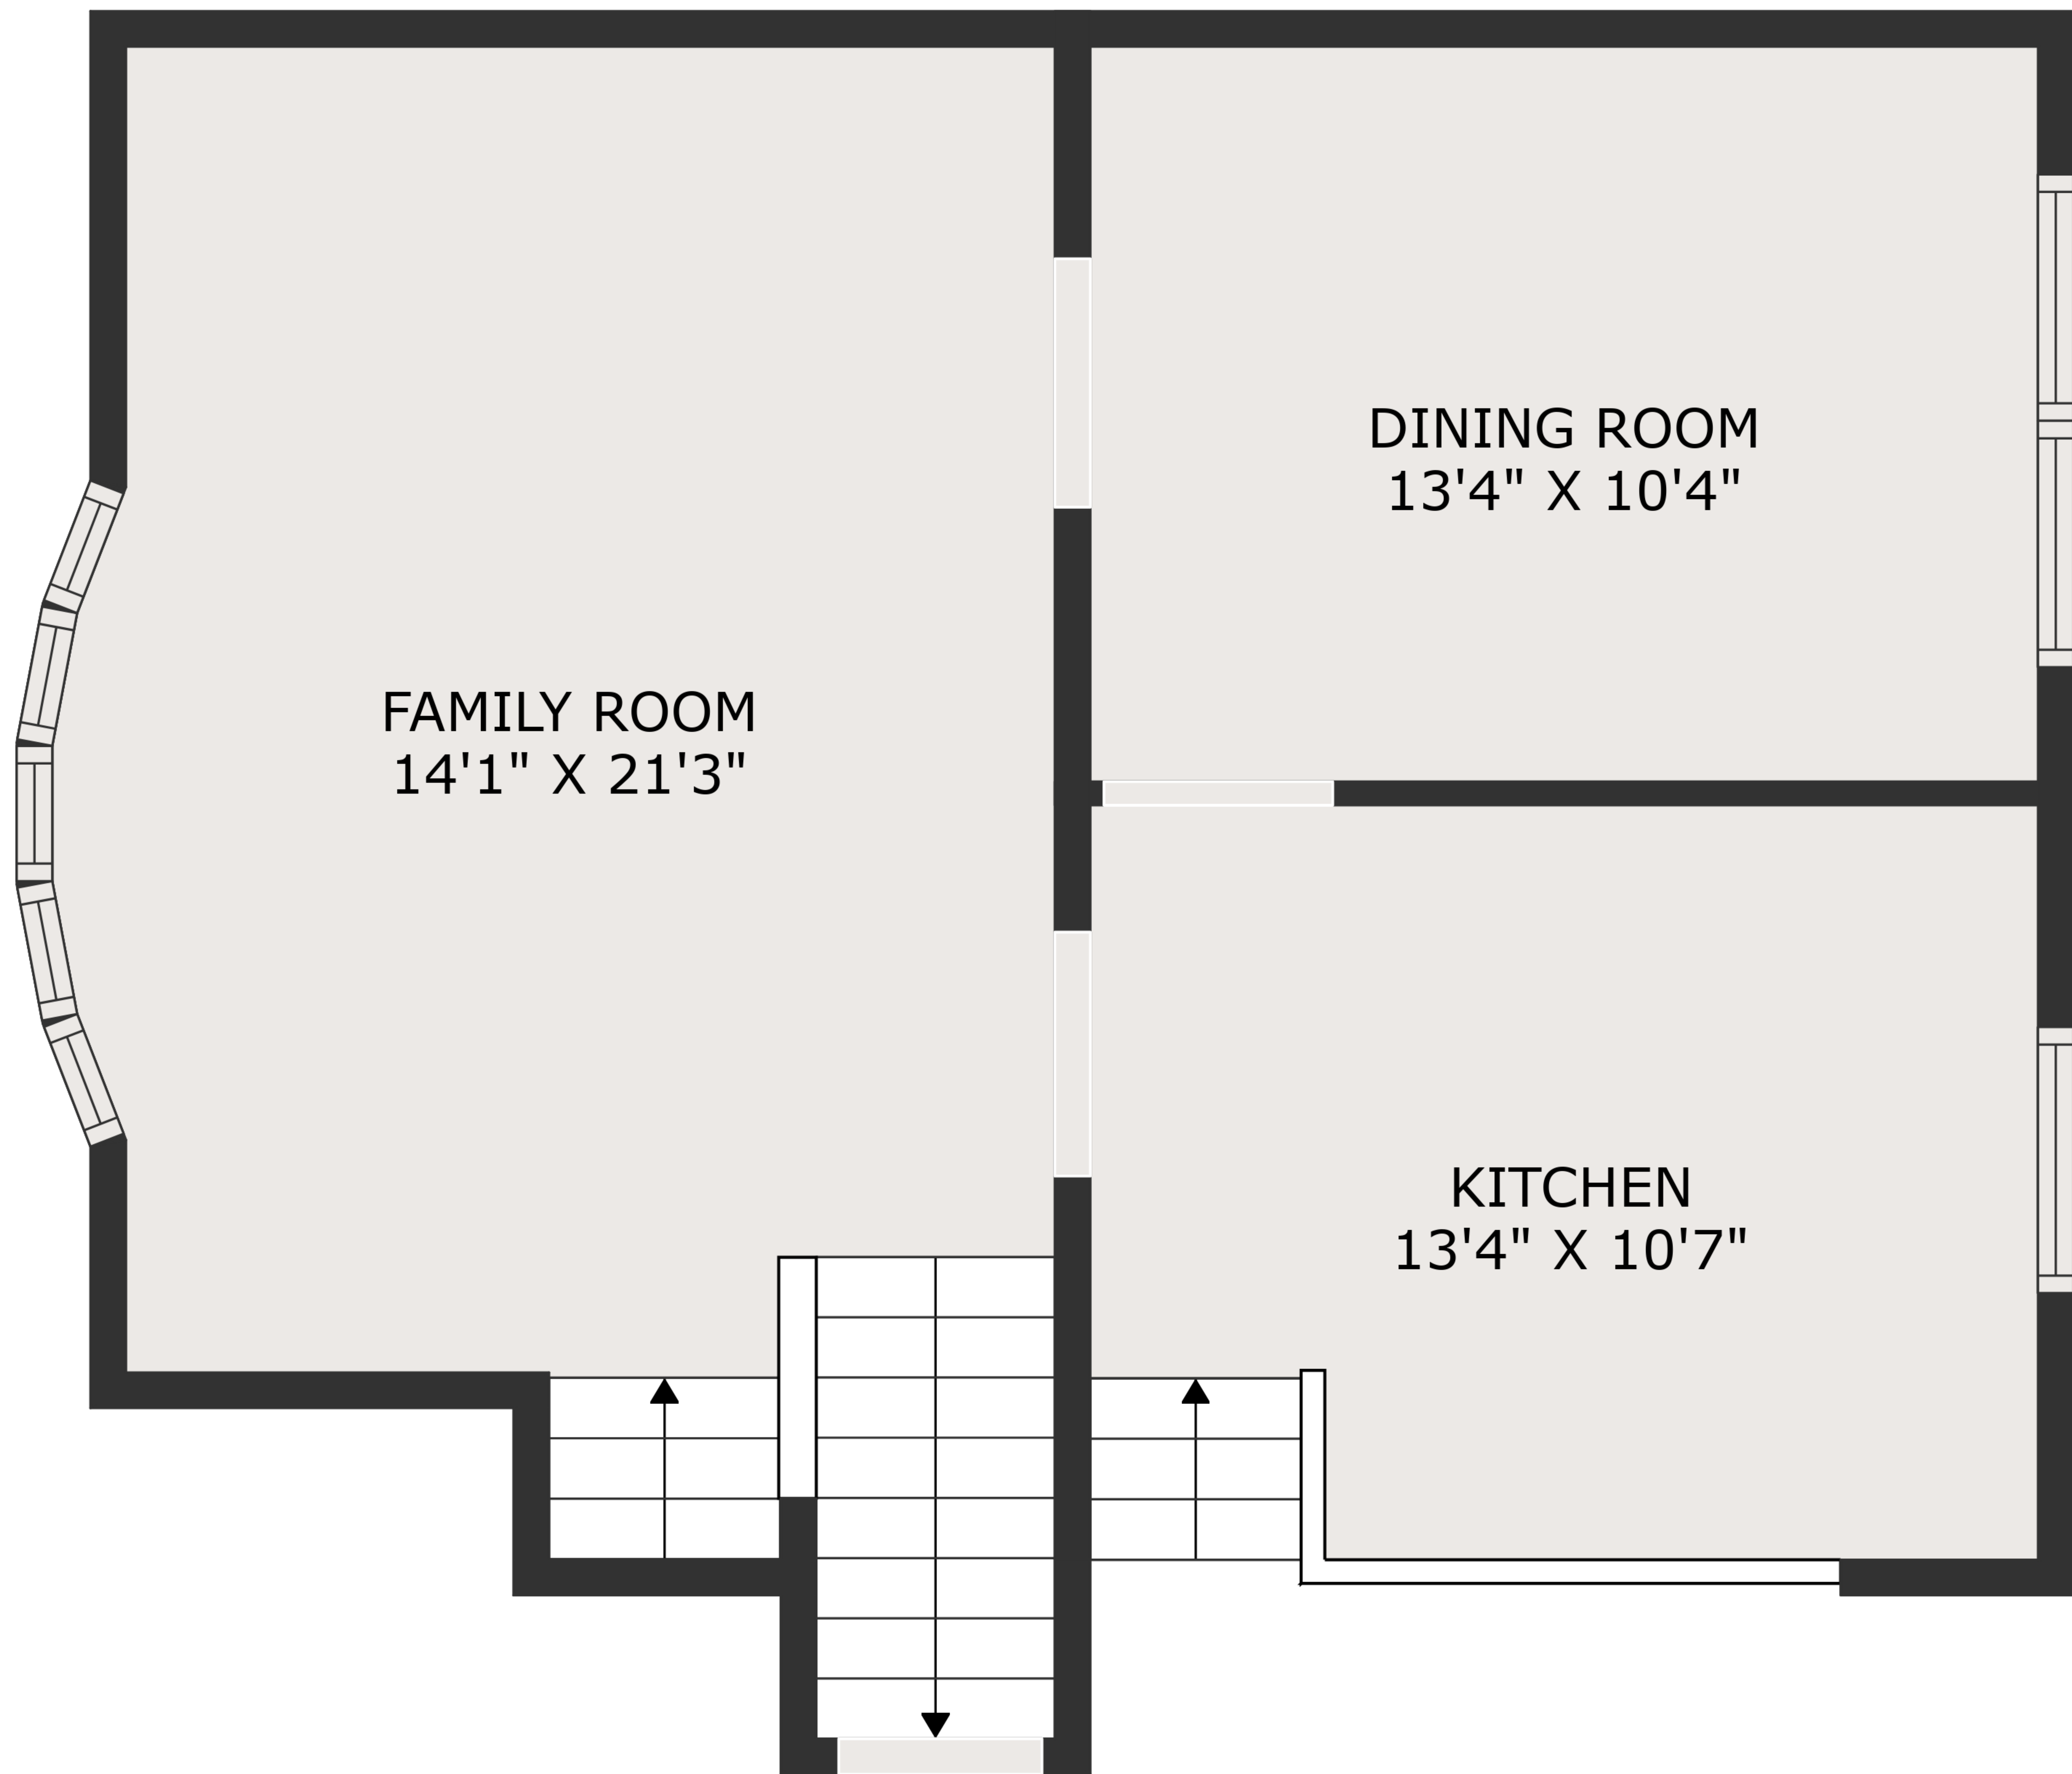 DINING ROOM
13'4" X 10'4"
FAMILY ROOM
14'1" X 21'3"
KITCHEN
13'4" X 10'7"